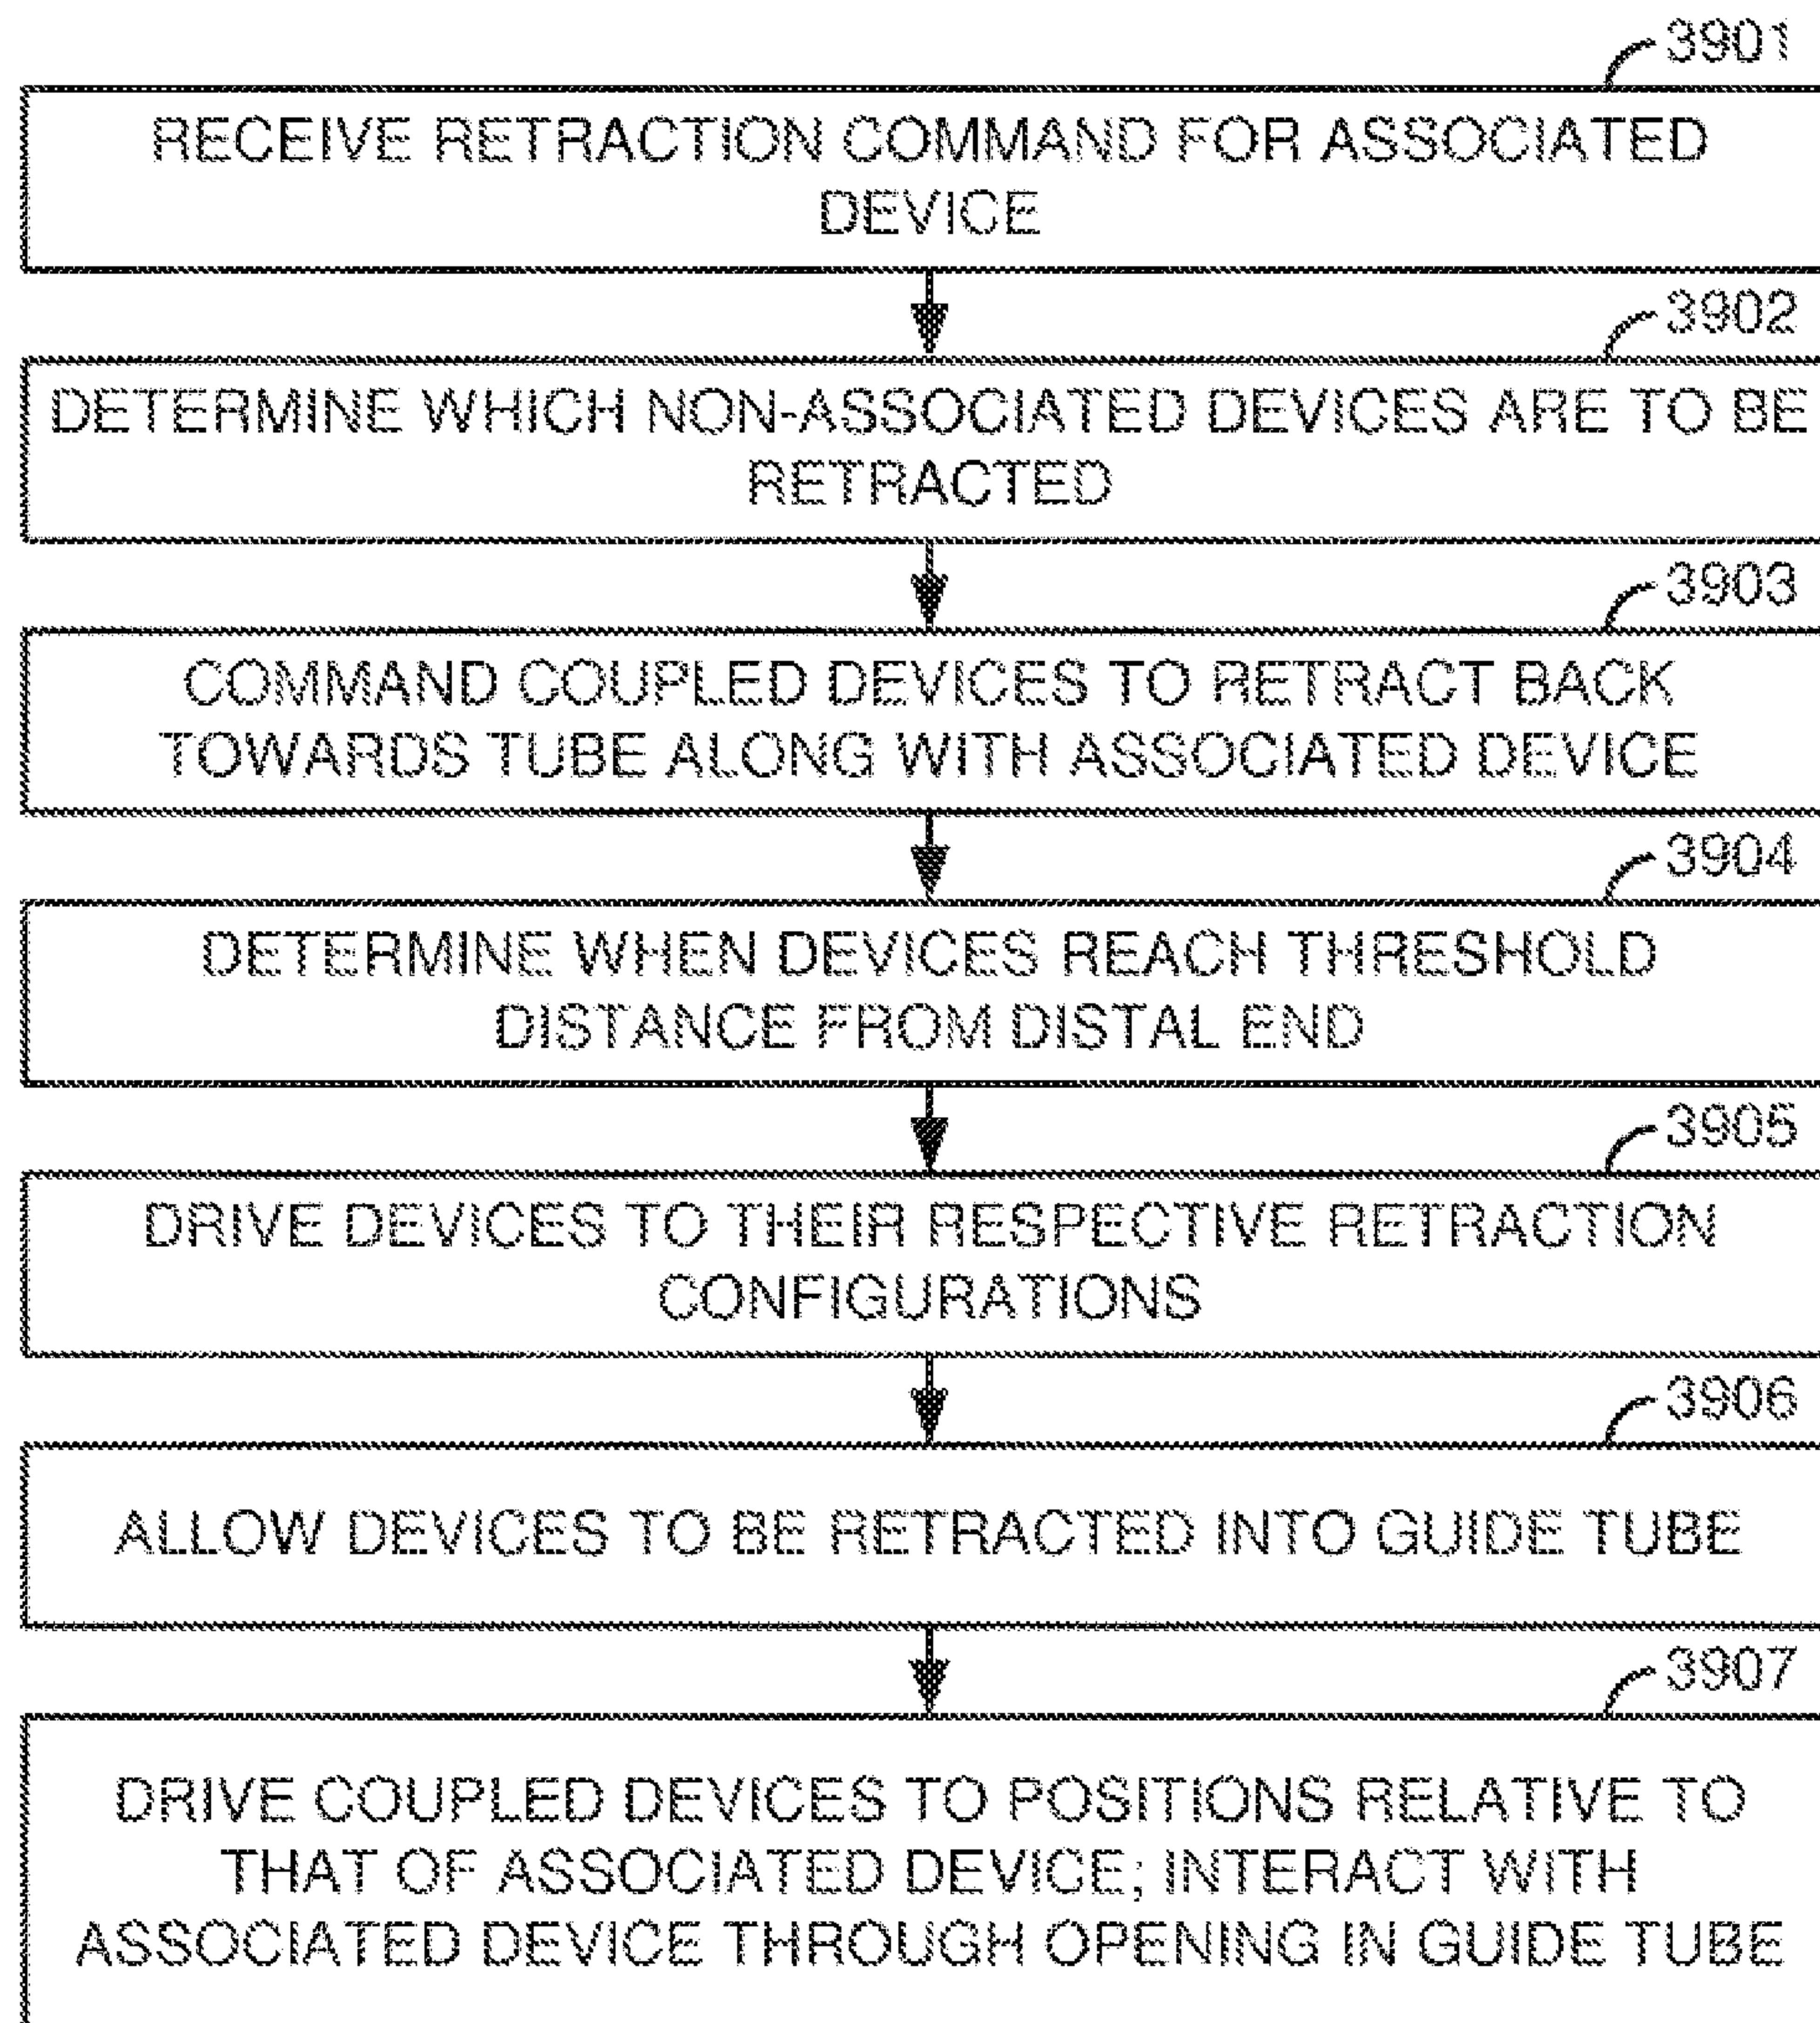 3901
RECEIVE RETRACTION COMMAND FOR ASSOCIATED
DEVICE
3902
DETERMINE WHICH NON-ASSOCIATED DEVICES ARE TO BE
RETRACTED
3903
COMMAND COUPLED DEVICES TO RETRACT BACK
TOWARDS TUBE ALONG WITH ASSOCIATED DEVICE
3904
DETERMINE WHEN DEVICES REACH THRESHOLD
DISTANCE FROM DISTAL END
3905
DRIVE DEVICES TO THEIR RESPECTIVE RETRACTION
CONFIGURATIONS
3906
ALLOW DEVICES TO BE RETRACTED INTO GUIDE TUBE
3907
DRIVE COUPLED DEVICES TO POSITIONS RELATIVE TO
THAT OF ASSOCIATED DEVICE; INTERACT WITH
ASSOCIATED DEVICE THROUGH OPENING IN GUIDE TUBE